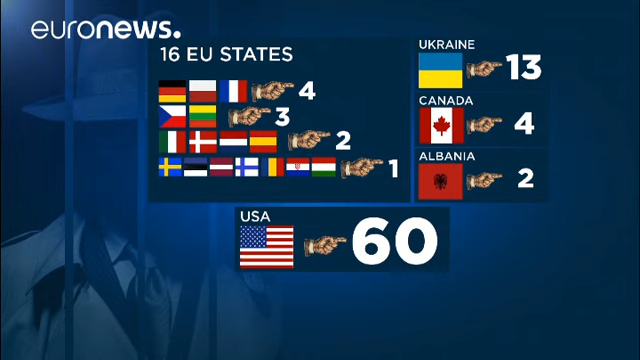 euronews.
16 EU STATES
4
3
2
1
UKRAINE
13
CANADA
4
ALBANIA
2
USA
60